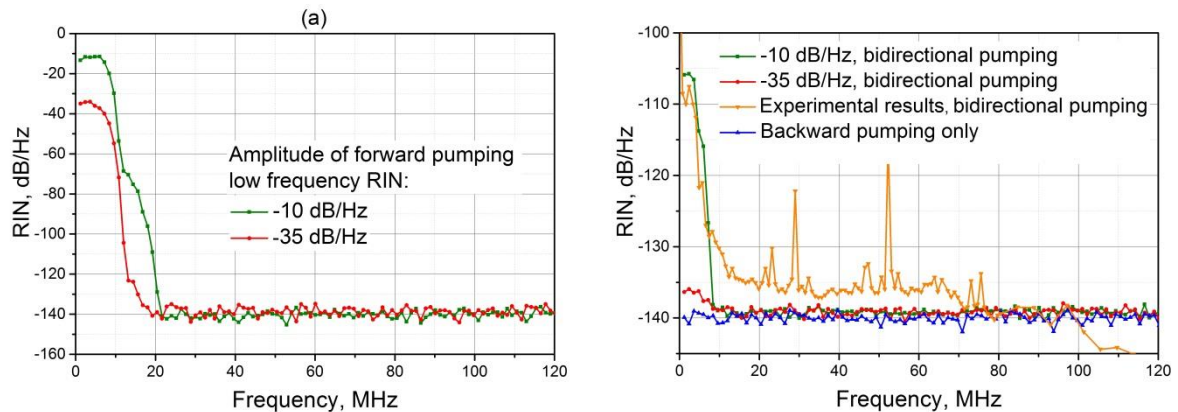 (a)
0
-20
-40
-60
-80
-100
-120
-140
-160
RIN, dB/Hz
Amplitude of forward pumping
low frequency RIN:
-10 dB/Hz
-35 dB/Hz
0 20 40 60 80 100 120
Frequency, MHz
-100
-110
-120
-130
-140
RIN, dB/Hz
-10 dB/Hz, bidirectional pumping
-35 dB/Hz, bidirectional pumping
Experimental results, bidirectional pumping
Backward pumping only
0 20 40 60 80 100 120
Frequency, MHz